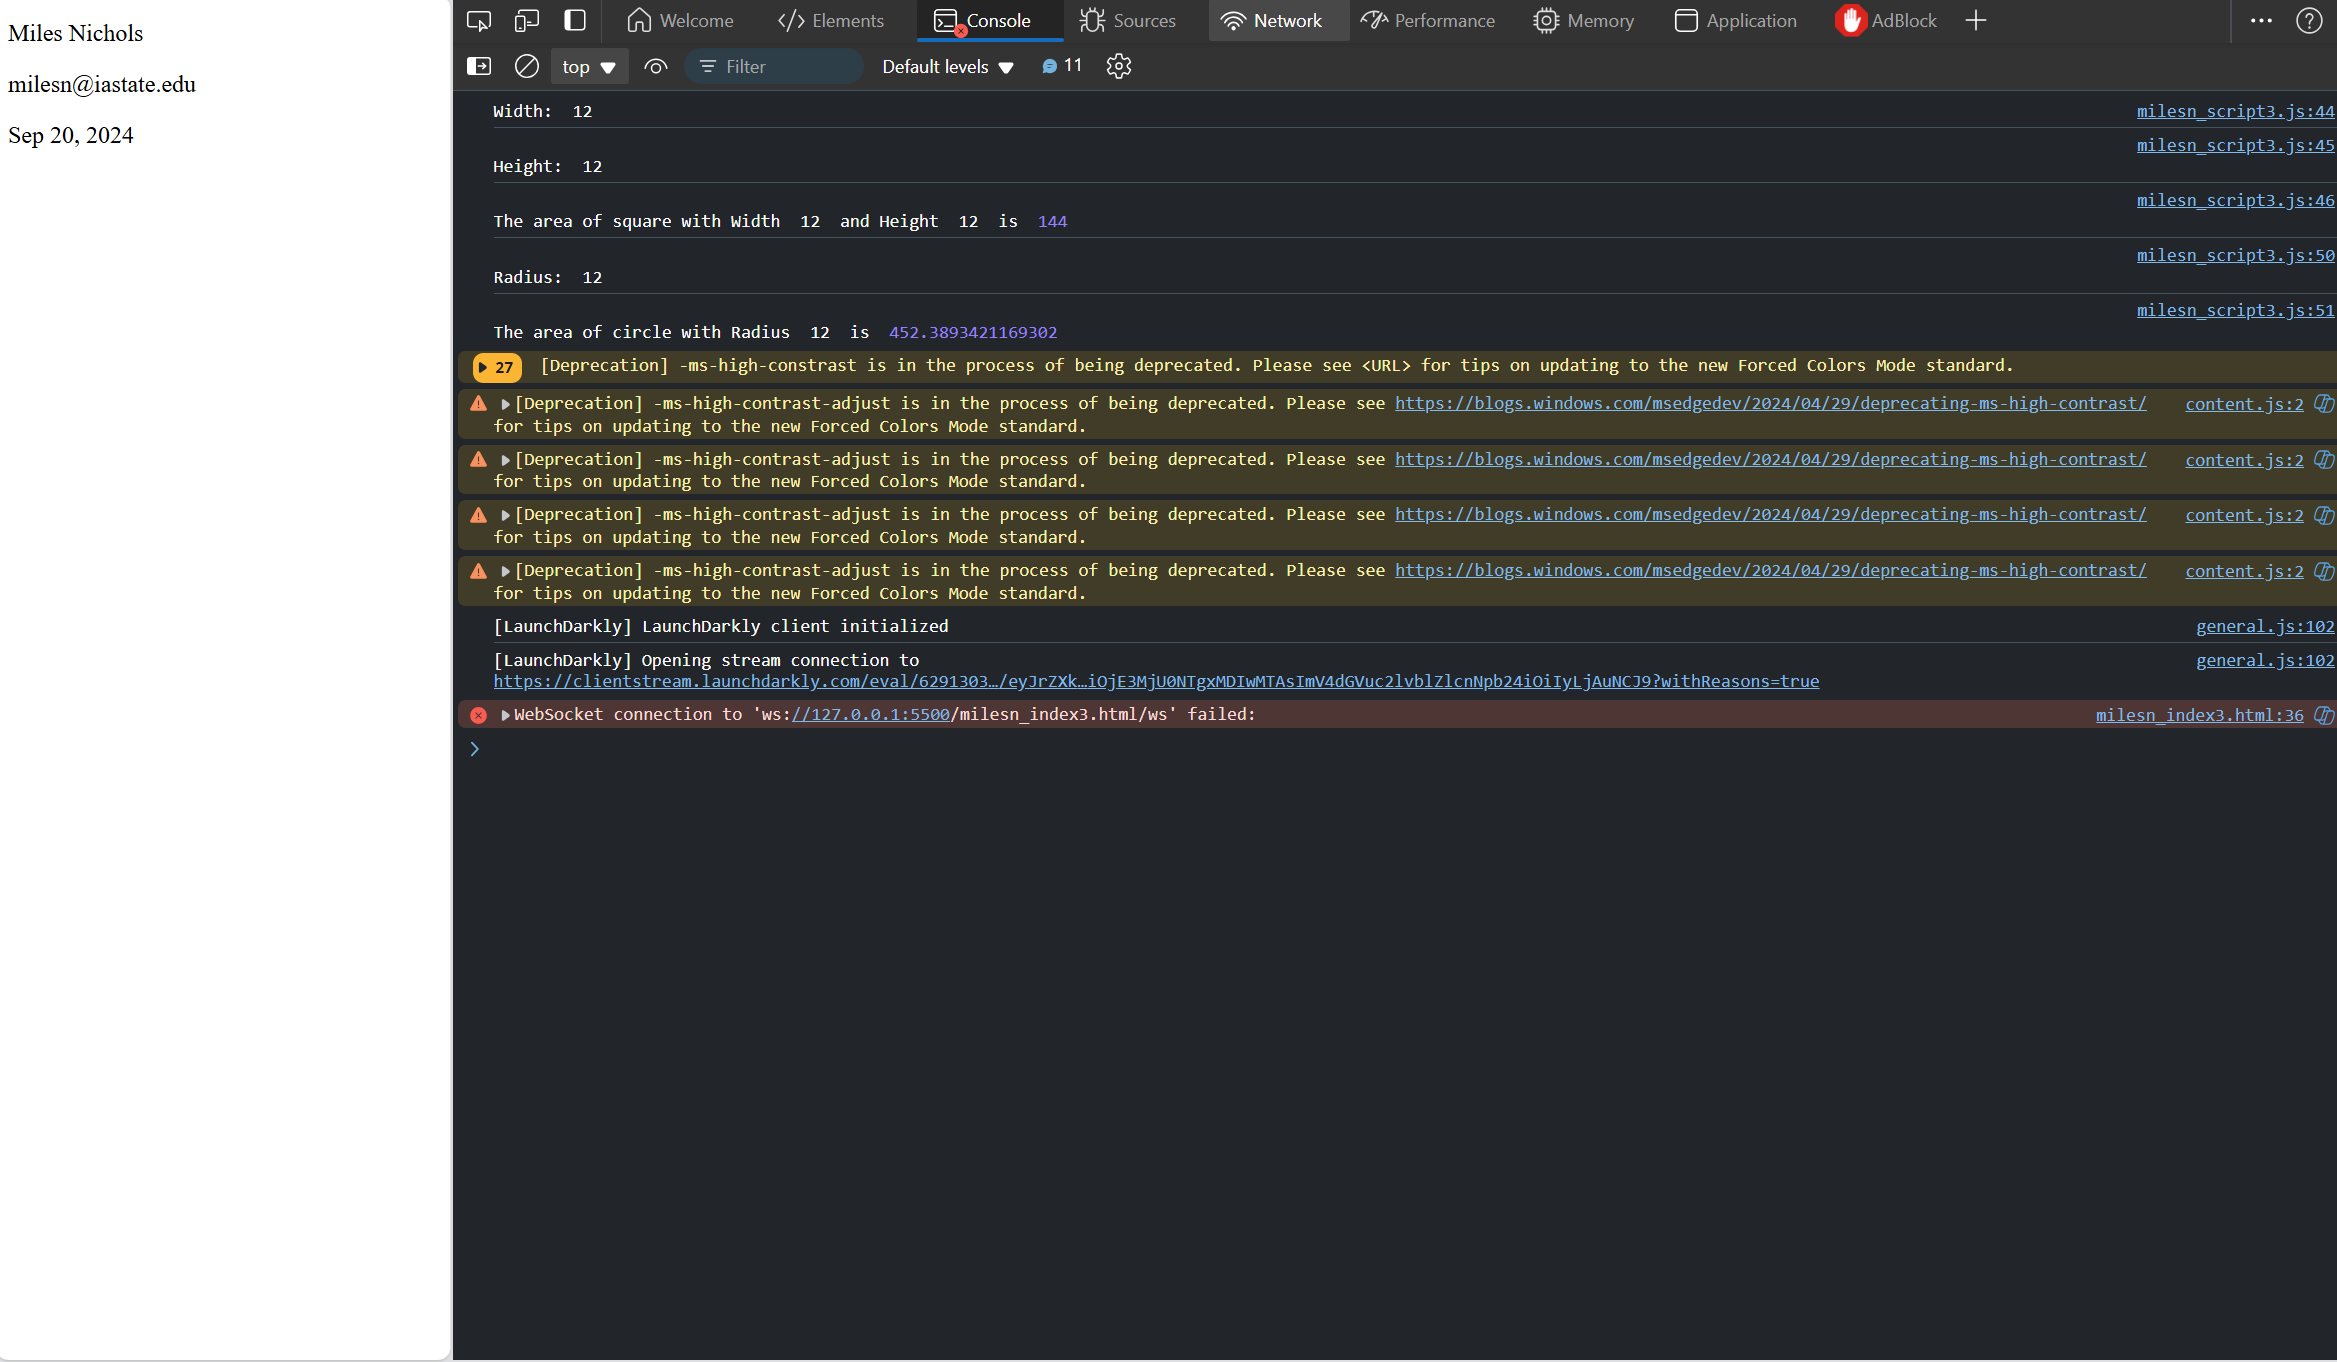 Miles Nichols
milesn@iastate.edu
Sep 20, 2024
Welcome
Elements
Console
Sources
Network
Performance
Memory
Application
AdBlock
top
Filter
Default levels
11
Width:  12 milesn_script3.js:44
milesn_script3.js:45
Height:  12
milesn_script3.js:46
The area of square with Width  12  and Height  12  is  144
milesn_script3.js:50
Radius:  12
milesn_script3.js:51
The area of circle with Radius  12  is  452.3893421169302
27 [Deprecation] -ms-high-constrast is in the process of being deprecated. Please see <URL> for tips on updating to the new Forced Colors Mode standard.
[Deprecation] -ms-high-contrast-adjust is in the process of being deprecated. Please see https://blogs.windows.com/msedgedev/2024/04/29/deprecating-ms-high-contrast/ content.js:2
for tips on updating to the new Forced Colors Mode standard.
[Deprecation] -ms-high-contrast-adjust is in the process of being deprecated. Please see https://blogs.windows.com/msedgedev/2024/04/29/deprecating-ms-high-contrast/ content.js:2
for tips on updating to the new Forced Colors Mode standard.
[Deprecation] -ms-high-contrast-adjust is in the process of being deprecated. Please see https://blogs.windows.com/msedgedev/2024/04/29/deprecating-ms-high-contrast/ content.js:2
for tips on updating to the new Forced Colors Mode standard.
[Deprecation] -ms-high-contrast-adjust is in the process of being deprecated. Please see https://blogs.windows.com/msedgedev/2024/04/29/deprecating-ms-high-contrast/ content.js:2
for tips on updating to the new Forced Colors Mode standard.
[LaunchDarkly] LaunchDarkly client initialized general.js:102
[LaunchDarkly] Opening stream connection to general.js:102
https://clientstream.launchdarkly.com/eval/6291303…/eyJrZXk…iOjE3MjU0NTgxMDIwMTAsImV4dGVuc2lvblZlcnNpb24iOiIyLjAuNCJ9?withReasons=true
WebSocket connection to 'ws://127.0.0.1:5500/milesn_index3.html/ws' failed: milesn_index3.html:36